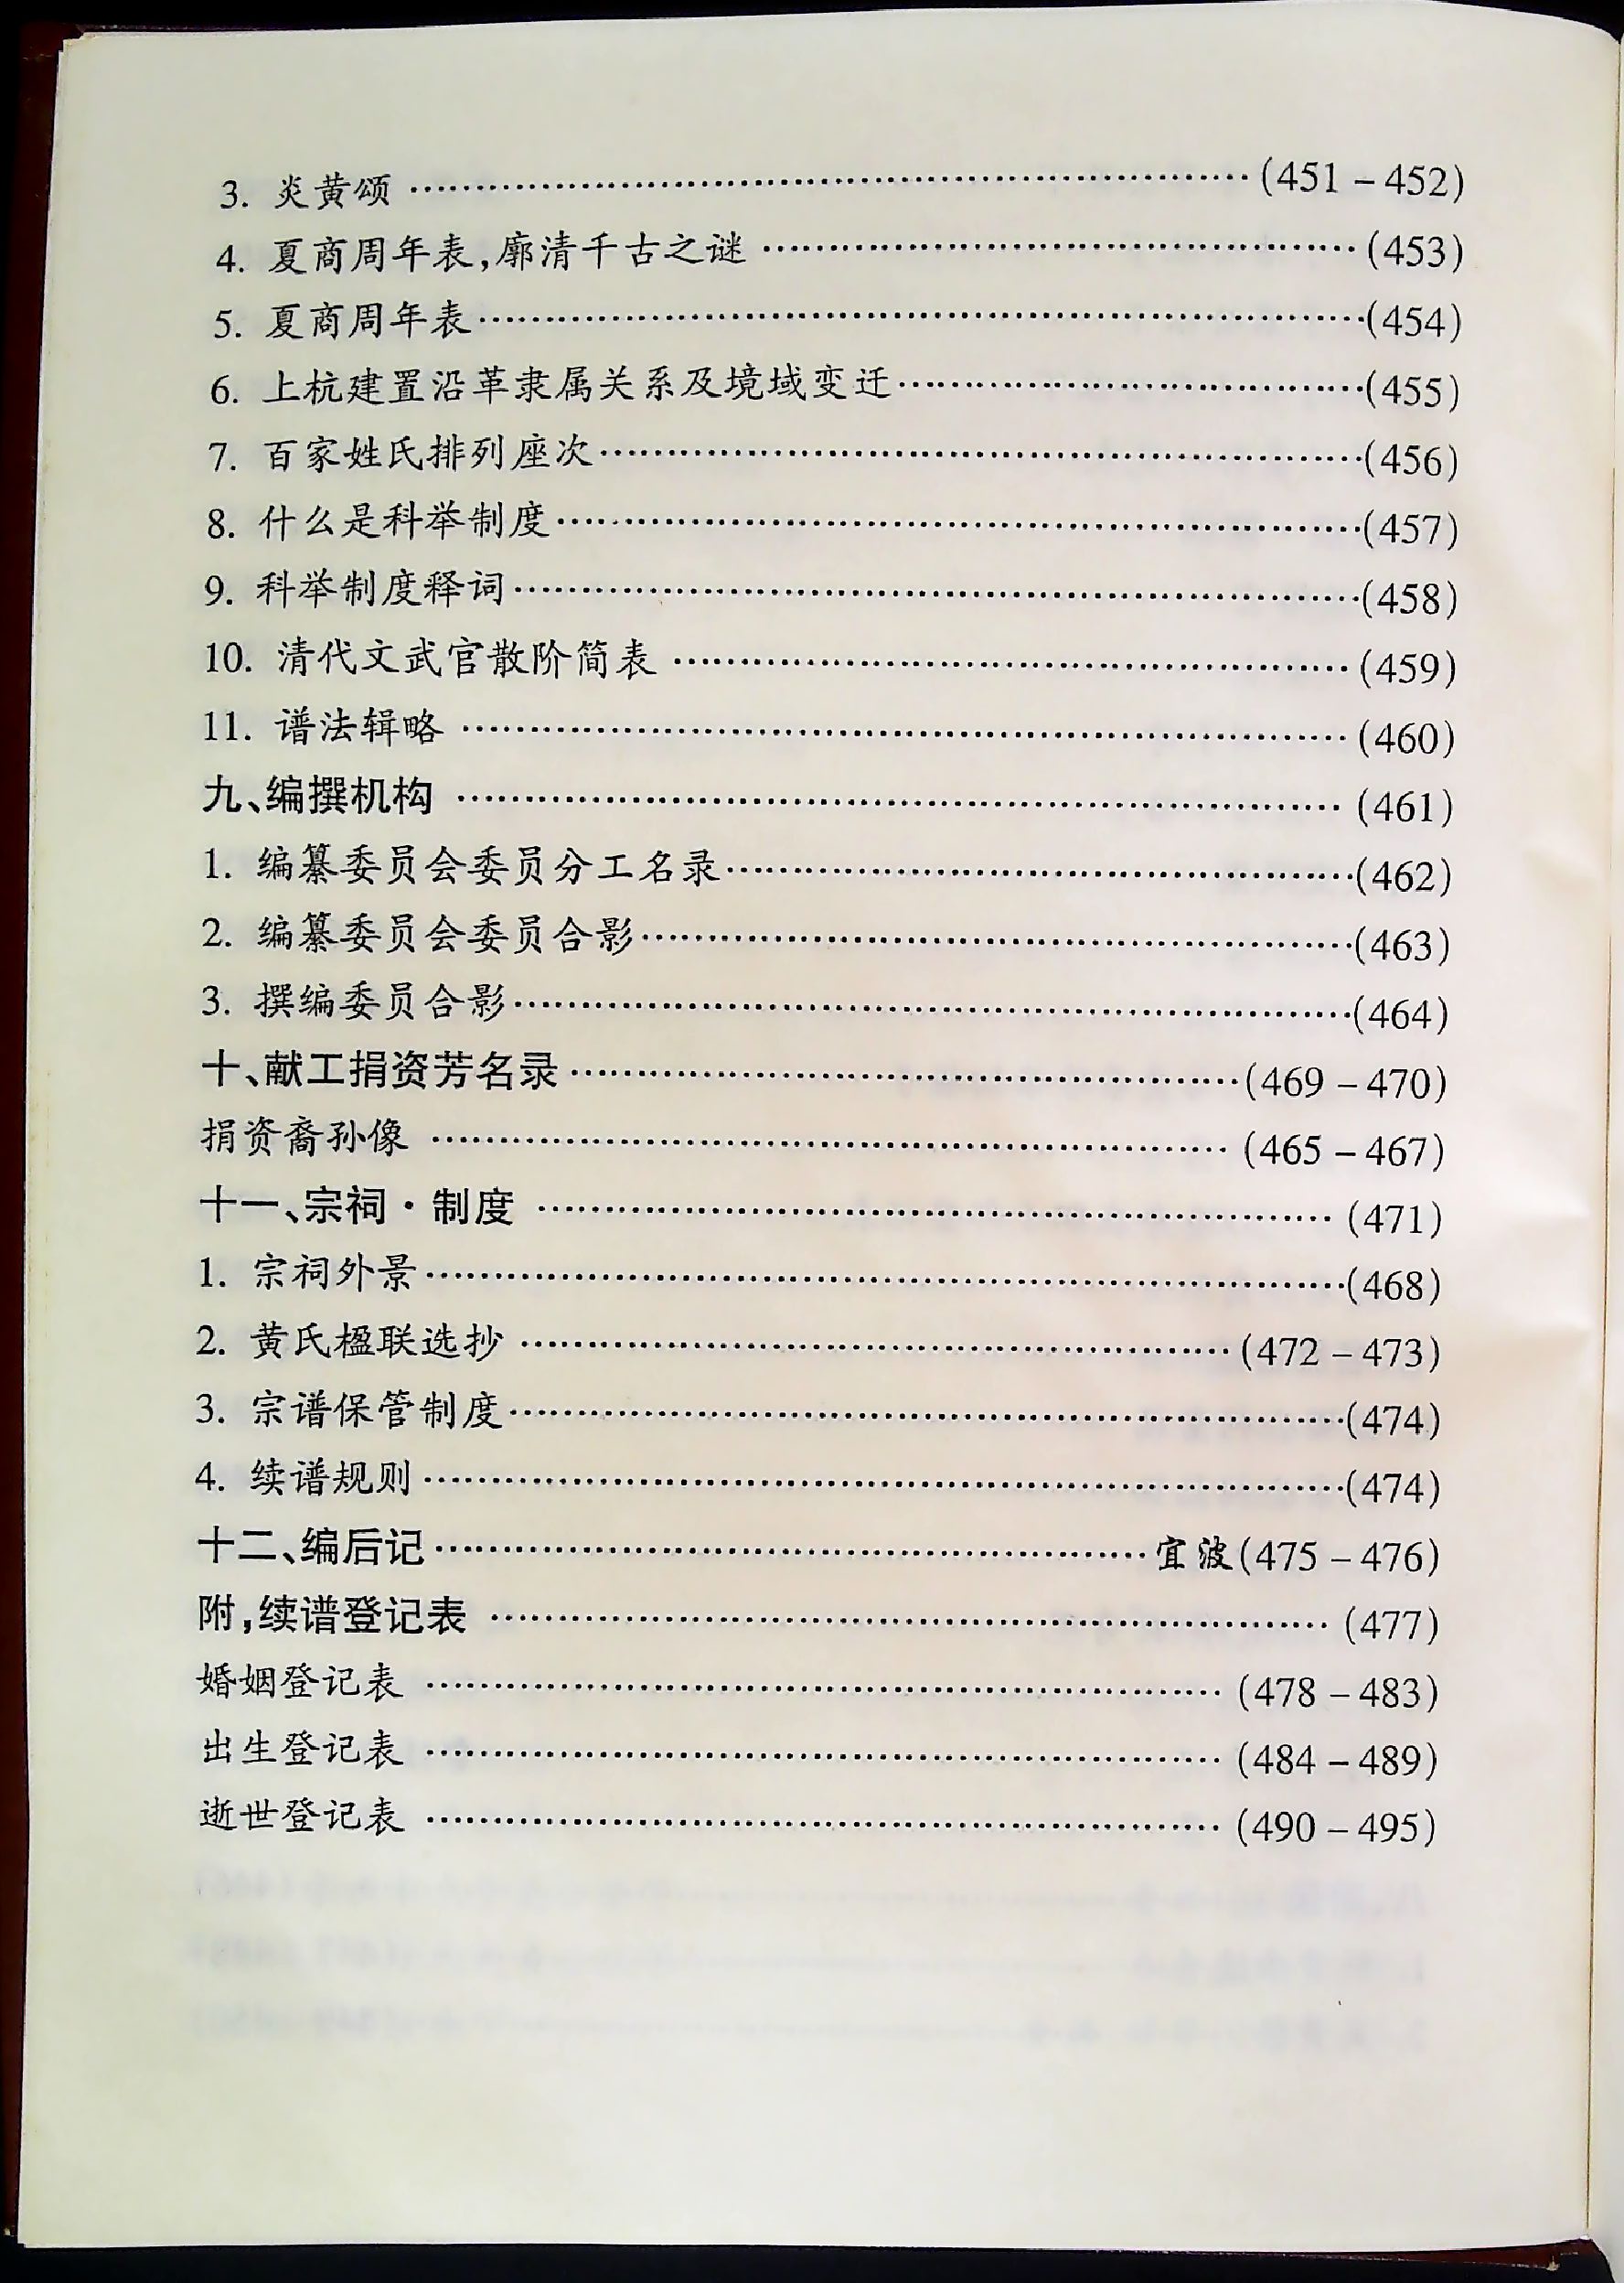 3. 炎黄颂 ……………………………………………(451 – 452)
4. 夏商周年表,廓清千古之谜 ……………………………(453)
5. 夏商周年表……………………………………………(454)
6. 上杭建置沿革隶属关系及境域变迁………………………(455)
7. 百家姓氏排列座次………………………………………(456)
8. 什么是科举制度…………………………………………(457)
9. 科举制度释词……………………………………………(458)
10. 清代文武官散阶简表 …………………………………(459)
11. 谱法辑略 ……………………………………………(460)
九、编撰机构 ……………………………………………(461)
1. 编纂委员会委员分工名录………………………………(462)
2. 编纂委员会委员合影……………………………………(463)
3. 撰编委员合影……………………………………………(464)
十、献工捐资芳名录…………………………………(469 – 470)
捐资裔孙像 …………………………………………(465 – 467)
十一、宗祠·制度 …………………………………………(471)
1. 宗祠外景………………………………………………(468)
2. 黄氏楹联选抄 ……………………………………(472 – 473)
3. 宗谱保管制度……………………………………………(474)
4. 续谱规则………………………………………………(474)
十二、编后记……………………………………宜波(475 – 476)
附,续谱登记表 ……………………………………………(477)
婚姻登记表 …………………………………………(478 – 483)
出生登记表 …………………………………………(484 – 489)
逝世登记表 …………………………………………(490 – 495)